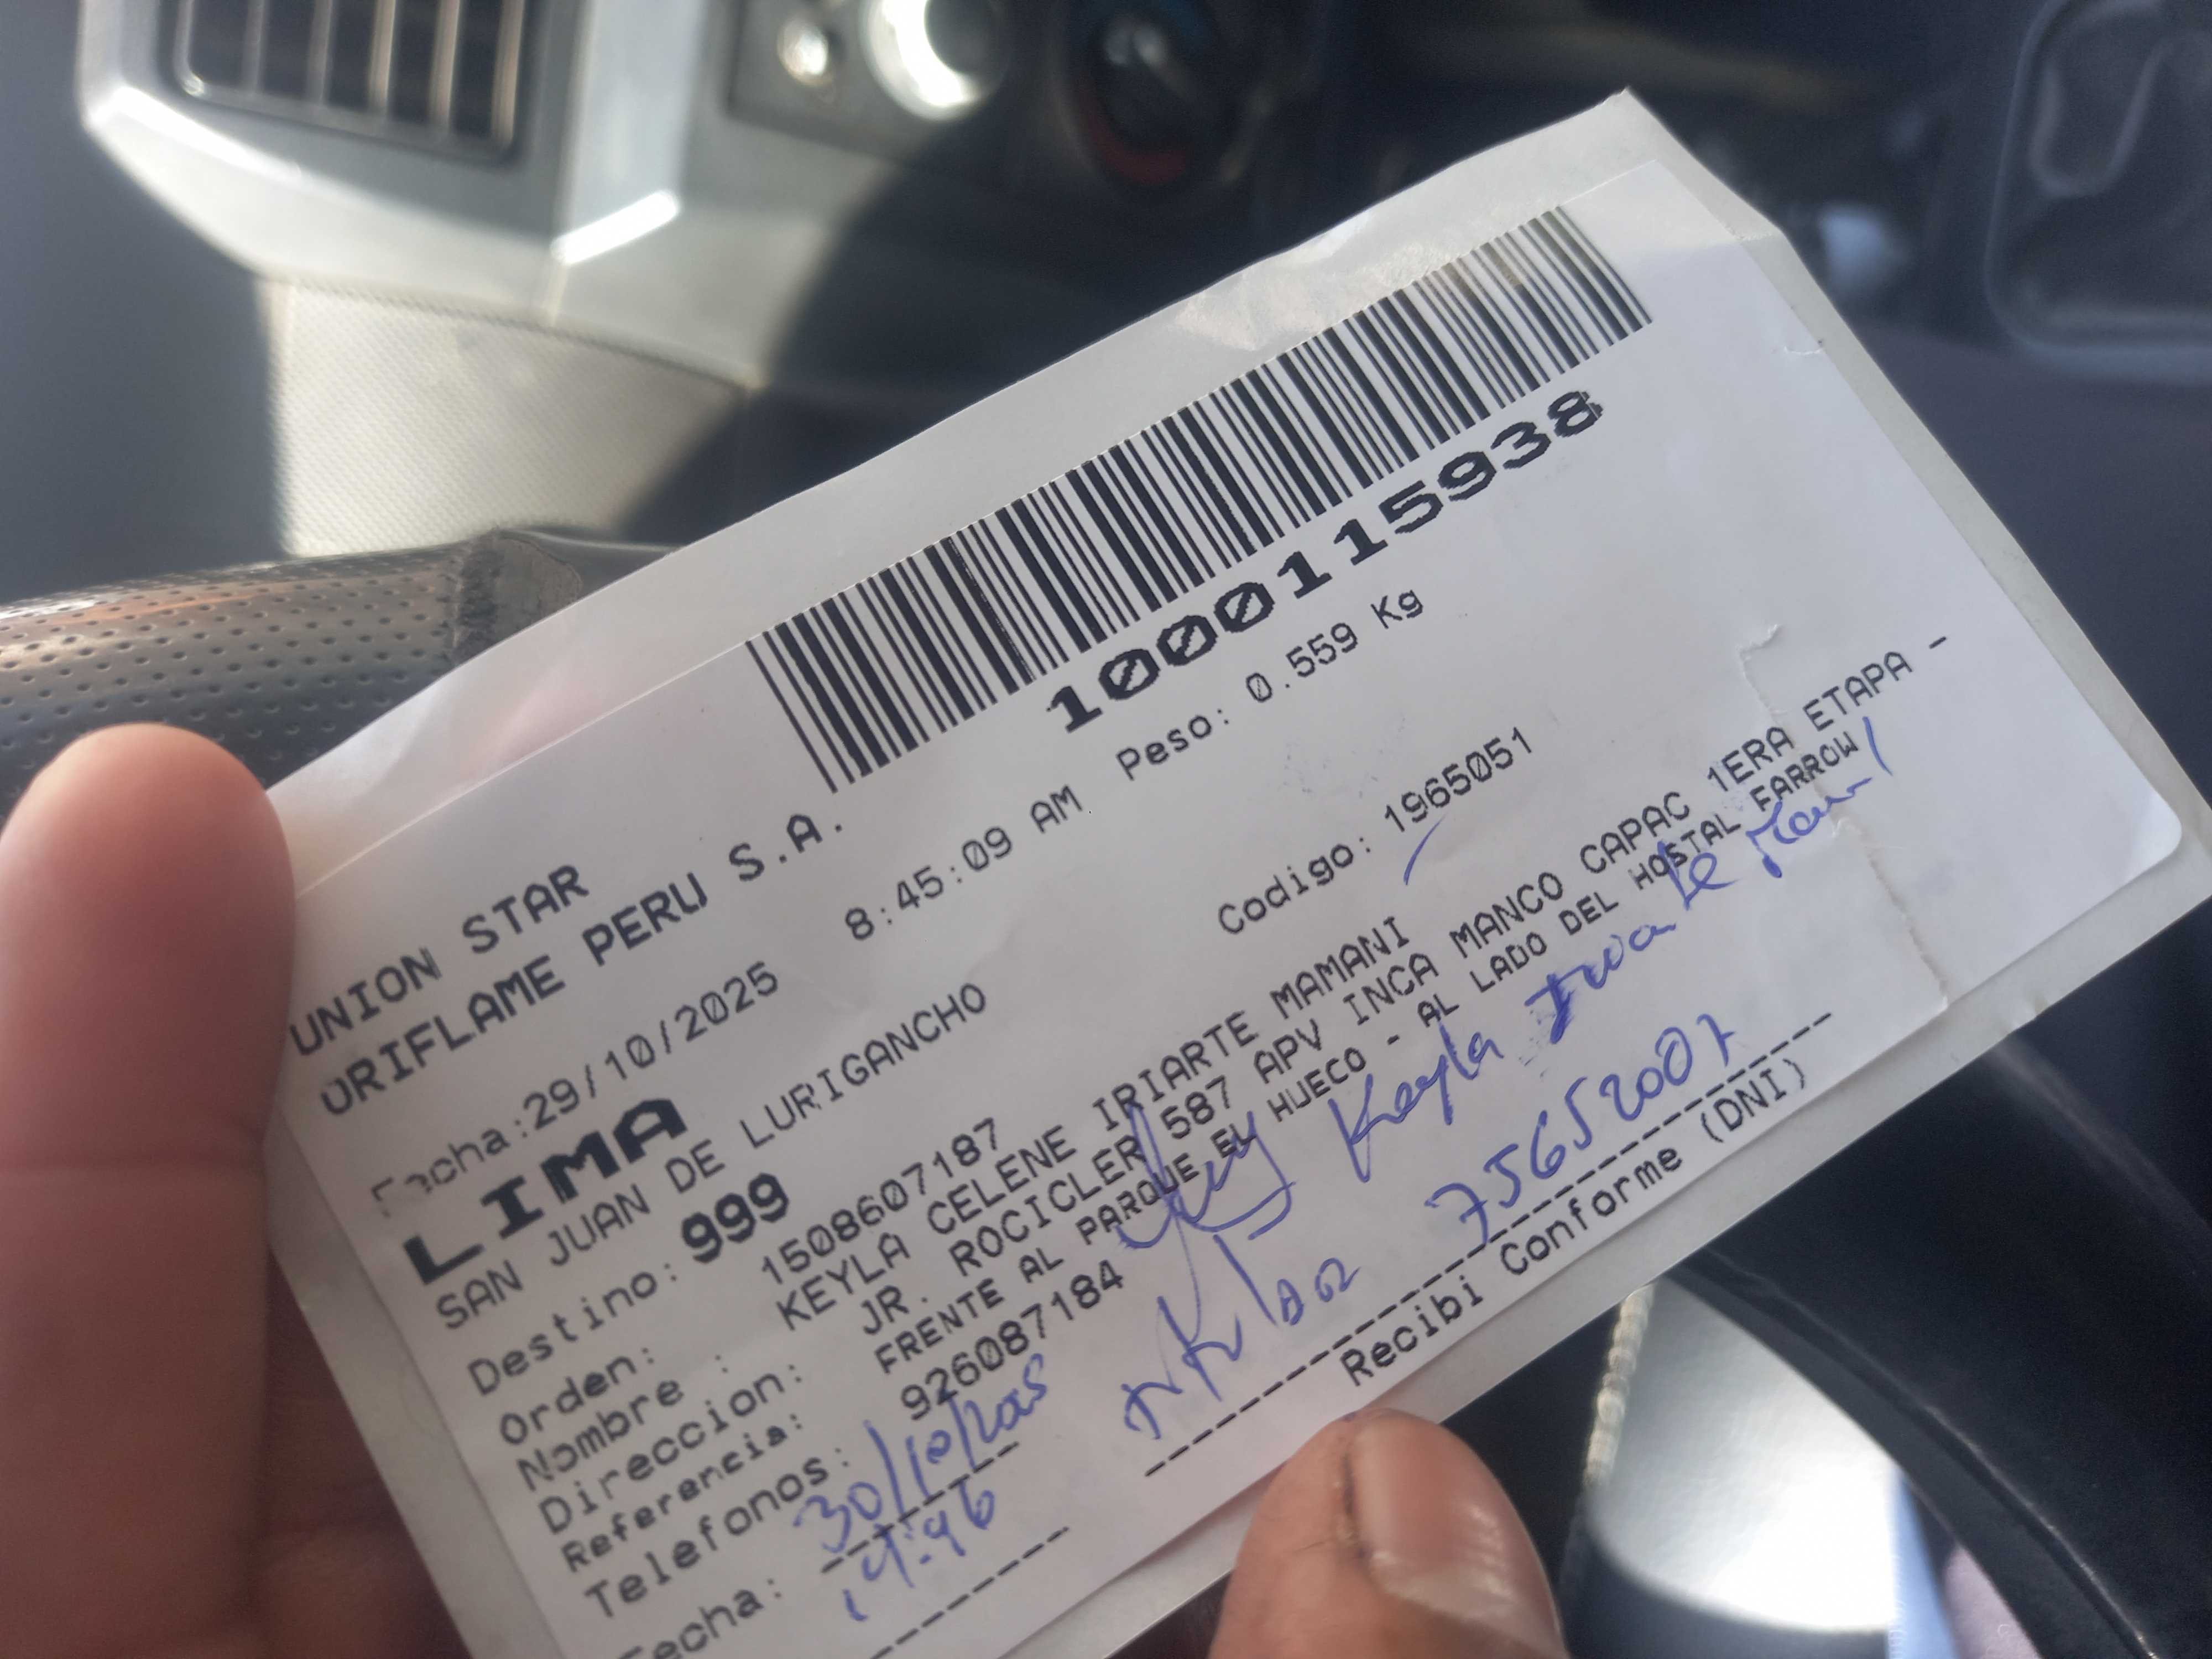 1000115938
UNION STAR
ORIFLAME PERU S.A.
Fecha:29/10/2025 8:45:09 AM Peso: 0.559 Kg
LIMA
SAN JUAN DE LURIGANCHO
Destino: 999 Codigo: 1965051
Orden: 1508607187
Nombre : KEYLA CELENE IRIARTE MAMANI
Direccion: JR. ROCICLER 587 APV INCA MANCO CAPAC 1ERA ETAPA -
Referencia: FRENTE AL PARQUE EL HUECO - AL LADO DEL HOSTAL FARROW
Telefonos: 926087184
Keyla
Fecha: 30/10/2025
75652007
Recibi Conforme (DNI)